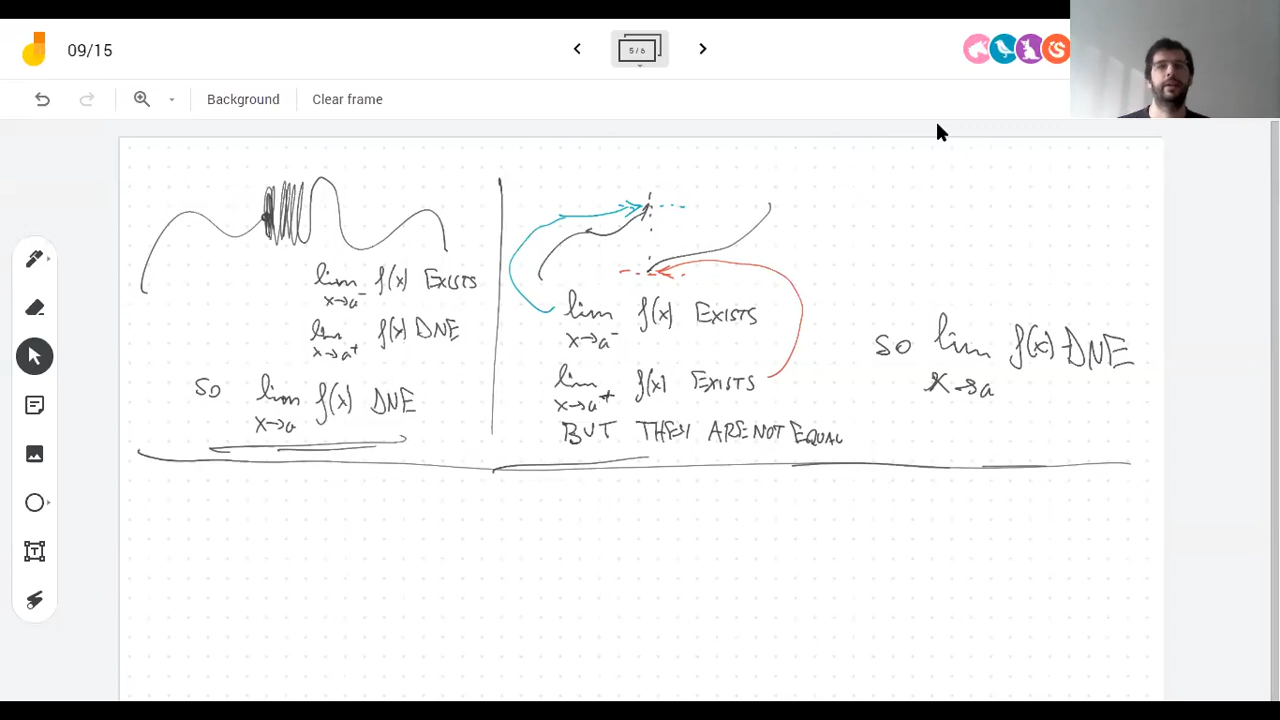 09/15
5/6
Background
Clear frame
lim f(x) EXISTS
x→a⁻
lim f(x) DNE
x→a⁺
SO lim f(x) DNE
x→a
lim f(x) EXISTS
x→a⁻
lim f(x) EXISTS
x→a⁺
BUT THEY ARE NOT EQUAL
SO lim f(x) DNE
x→a